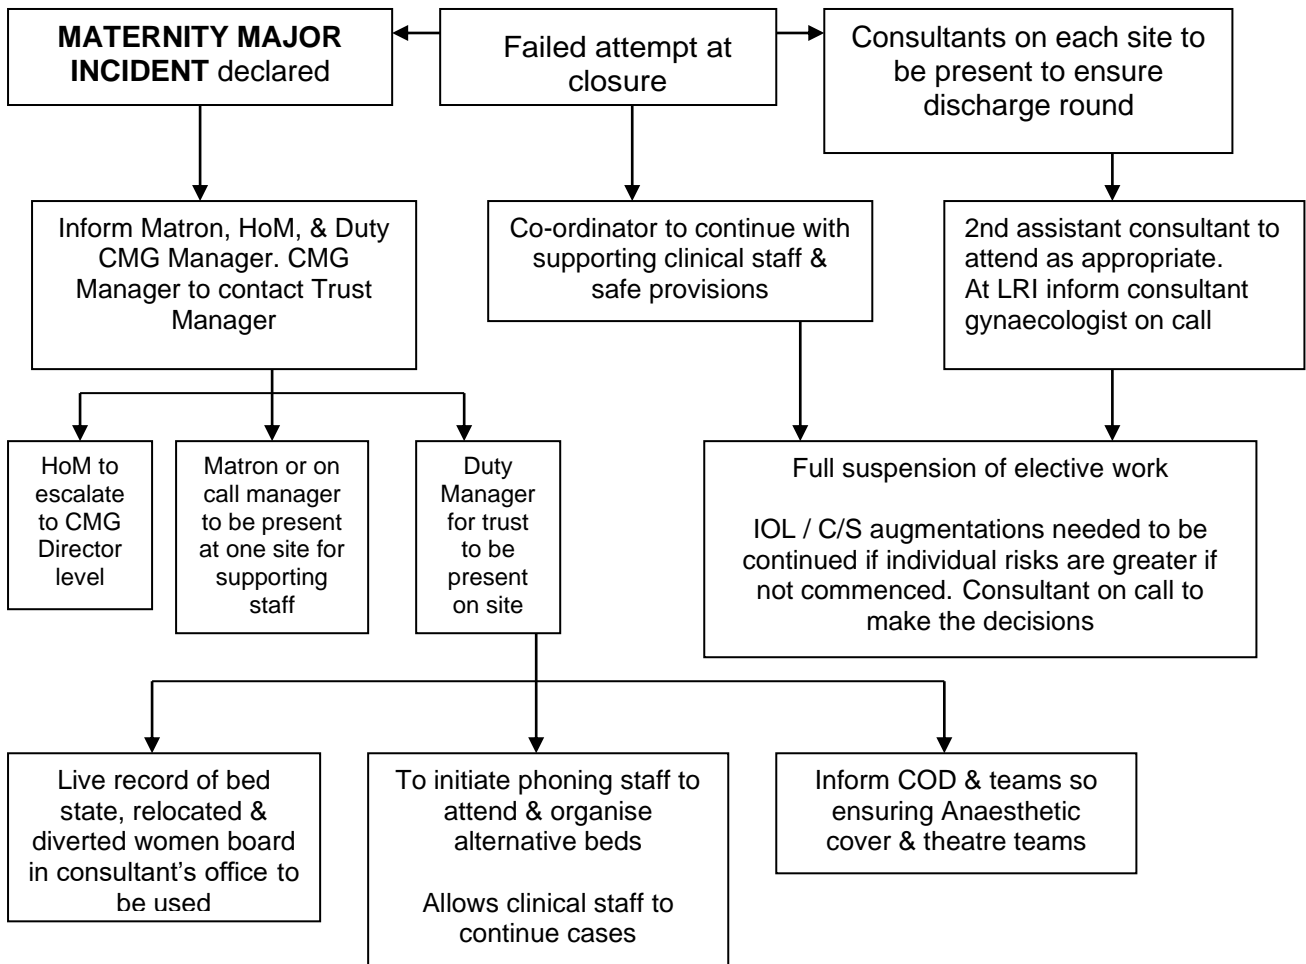 MATERNITY MAJOR
INCIDENT declared
Failed attempt at
closure
Consultants on each site to
be present to ensure
discharge round
Inform Matron, HoM, & Duty
CMG Manager. CMG
Manager to contact Trust
Manager
Co-ordinator to continue with
supporting clinical staff &
safe provisions
2nd assistant consultant to
attend as appropriate.
At LRI inform consultant
gynaecologist on call
HoM to
escalate
to CMG
Director
level
Matron or on
call manager
to be present
at one site for
supporting
staff
Duty
Manager
for trust
to be
present
on site
Full suspension of elective work
IOL / C/S augmentations needed to be
continued if individual risks are greater if
not commenced. Consultant on call to
make the decisions
Live record of bed
state, relocated &
diverted women board
in consultant's office to
be used
To initiate phoning staff to
attend & organise
alternative beds
Allows clinical staff to
continue cases
Inform COD & teams so
ensuring Anaesthetic
cover & theatre teams